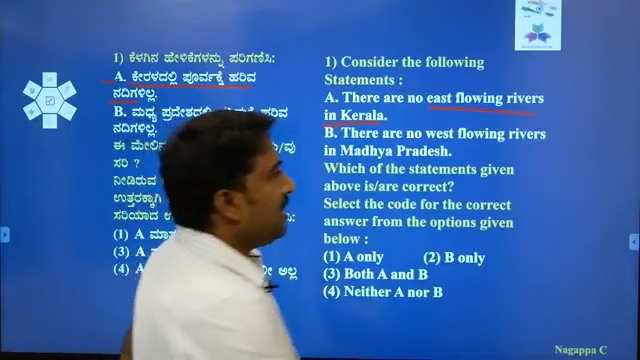 1) ಕೆಳಗಿನ ಹೇಳಿಕೆಗಳನ್ನು ಪರಿಗಣಿಸಿ:
A. ಕೇರಳದಲ್ಲಿ ಪೂರ್ವಕ್ಕೆ ಹರಿವ
ನದಿಗಳಿಲ್ಲ.
B. ಮಧ್ಯ ಹರಿವ
ನದಿಗಳಿಲ್ಲ.
ಈ ಮೇಲಿನ
ಸರಿ ?
ನೀಡಿರುವ
ಉತ್ತರಕ್ಕಾಗಿ
ಸರಿಯಾದ
(1) A
(3) A
(4) ಅಲ್ಲ
1) Consider the following
Statements :
A. There are no east flowing rivers
in Kerala.
B. There are no west flowing rivers
in Madhya Pradesh.
Which of the statements given
above is/are correct?
Select the code for the correct
answer from the options given
below :
(1) A only (2) B only
(3) Both A and B
(4) Neither A nor B
Nagappa C